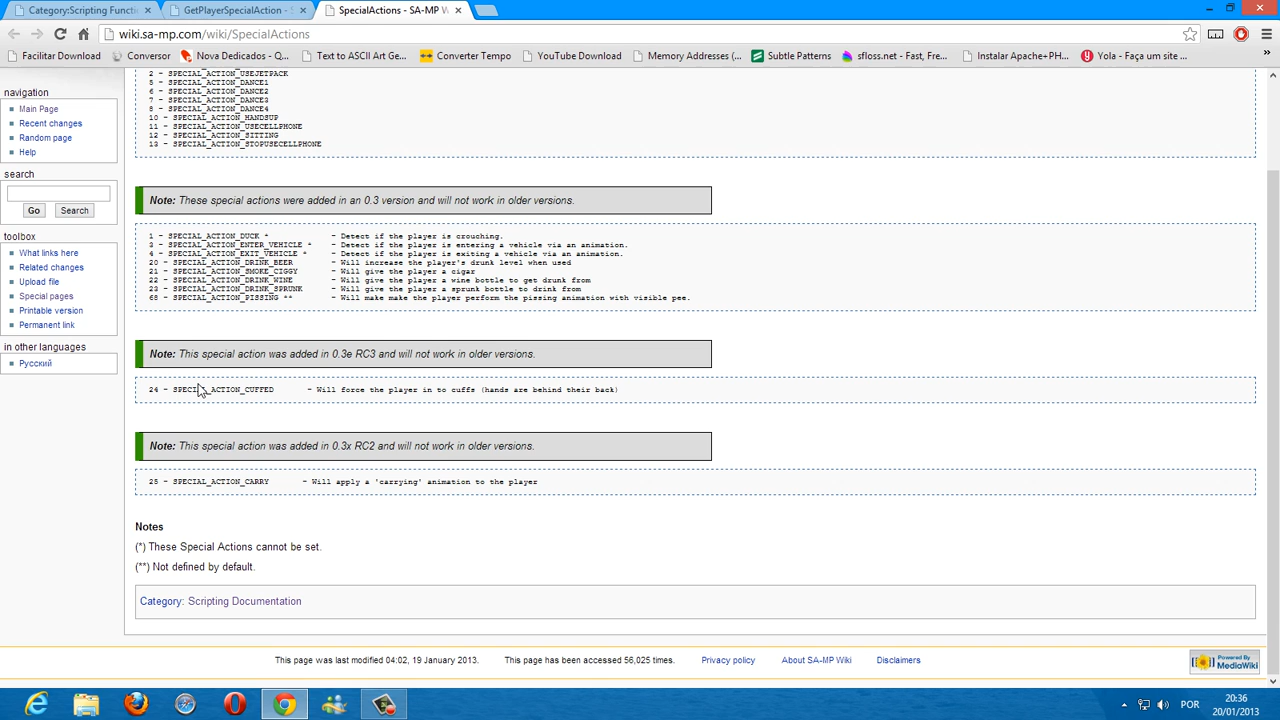 Category:Scripting Functi
GetPlayerSpecialAction -
SpecialActions - SA-MP W
wiki.sa-mp.com/wiki/SpecialActions
Facilitar Download
Conversor
Nova Dedicados - Q...
Text to ASCII Art Ge...
Converter Tempo
YouTube Download
Memory Addresses (...
Subtle Patterns
sfloss.net - Fast, Fre...
Instalar Apache+PH...
Yola - Faça um site ...
navigation
Main Page
Recent changes
Random page
Help
search
Go
Search
toolbox
What links here
Related changes
Upload file
Special pages
Printable version
Permanent link
in other languages
Русский
2 - SPECIAL_ACTION_USEJETPACK
5 - SPECIAL_ACTION_DANCE1
6 - SPECIAL_ACTION_DANCE2
7 - SPECIAL_ACTION_DANCE3
8 - SPECIAL_ACTION_DANCE4
10 - SPECIAL_ACTION_HANDSUP
11 - SPECIAL_ACTION_USECELLPHONE
12 - SPECIAL_ACTION_SITTING
13 - SPECIAL_ACTION_STOPUSECELLPHONE
Note: These special actions were added in an 0.3 version and will not work in older versions.
1 - SPECIAL_ACTION_DUCK * - Detect if the player is crouching.
3 - SPECIAL_ACTION_ENTER_VEHICLE * - Detect if the player is entering a vehicle via an animation.
4 - SPECIAL_ACTION_EXIT_VEHICLE * - Detect if the player is exiting a vehicle via an animation.
20 - SPECIAL_ACTION_DRINK_BEER - Will increase the player's drunk level when used
21 - SPECIAL_ACTION_SMOKE_CIGGY - Will give the player a cigar
22 - SPECIAL_ACTION_DRINK_WINE - Will give the player a wine bottle to get drunk from
23 - SPECIAL_ACTION_DRINK_SPRUNK - Will give the player a sprunk bottle to drink from
68 - SPECIAL_ACTION_PISSING ** - Will make make the player perform the pissing animation with visible pee.
Note: This special action was added in 0.3e RC3 and will not work in older versions.
24 - SPECIAL_ACTION_CUFFED - Will force the player in to cuffs (hands are behind their back)
Note: This special action was added in 0.3x RC2 and will not work in older versions.
25 - SPECIAL_ACTION_CARRY - Will apply a 'carrying' animation to the player
Notes
(*) These Special Actions cannot be set.
(**) Not defined by default.
Category: Scripting Documentation
This page was last modified 04:02, 19 January 2013.
This page has been accessed 56,025 times.
Privacy policy
About SA-MP Wiki
Disclaimers
Powered By
MediaWiki
POR
20:36
20/01/2013